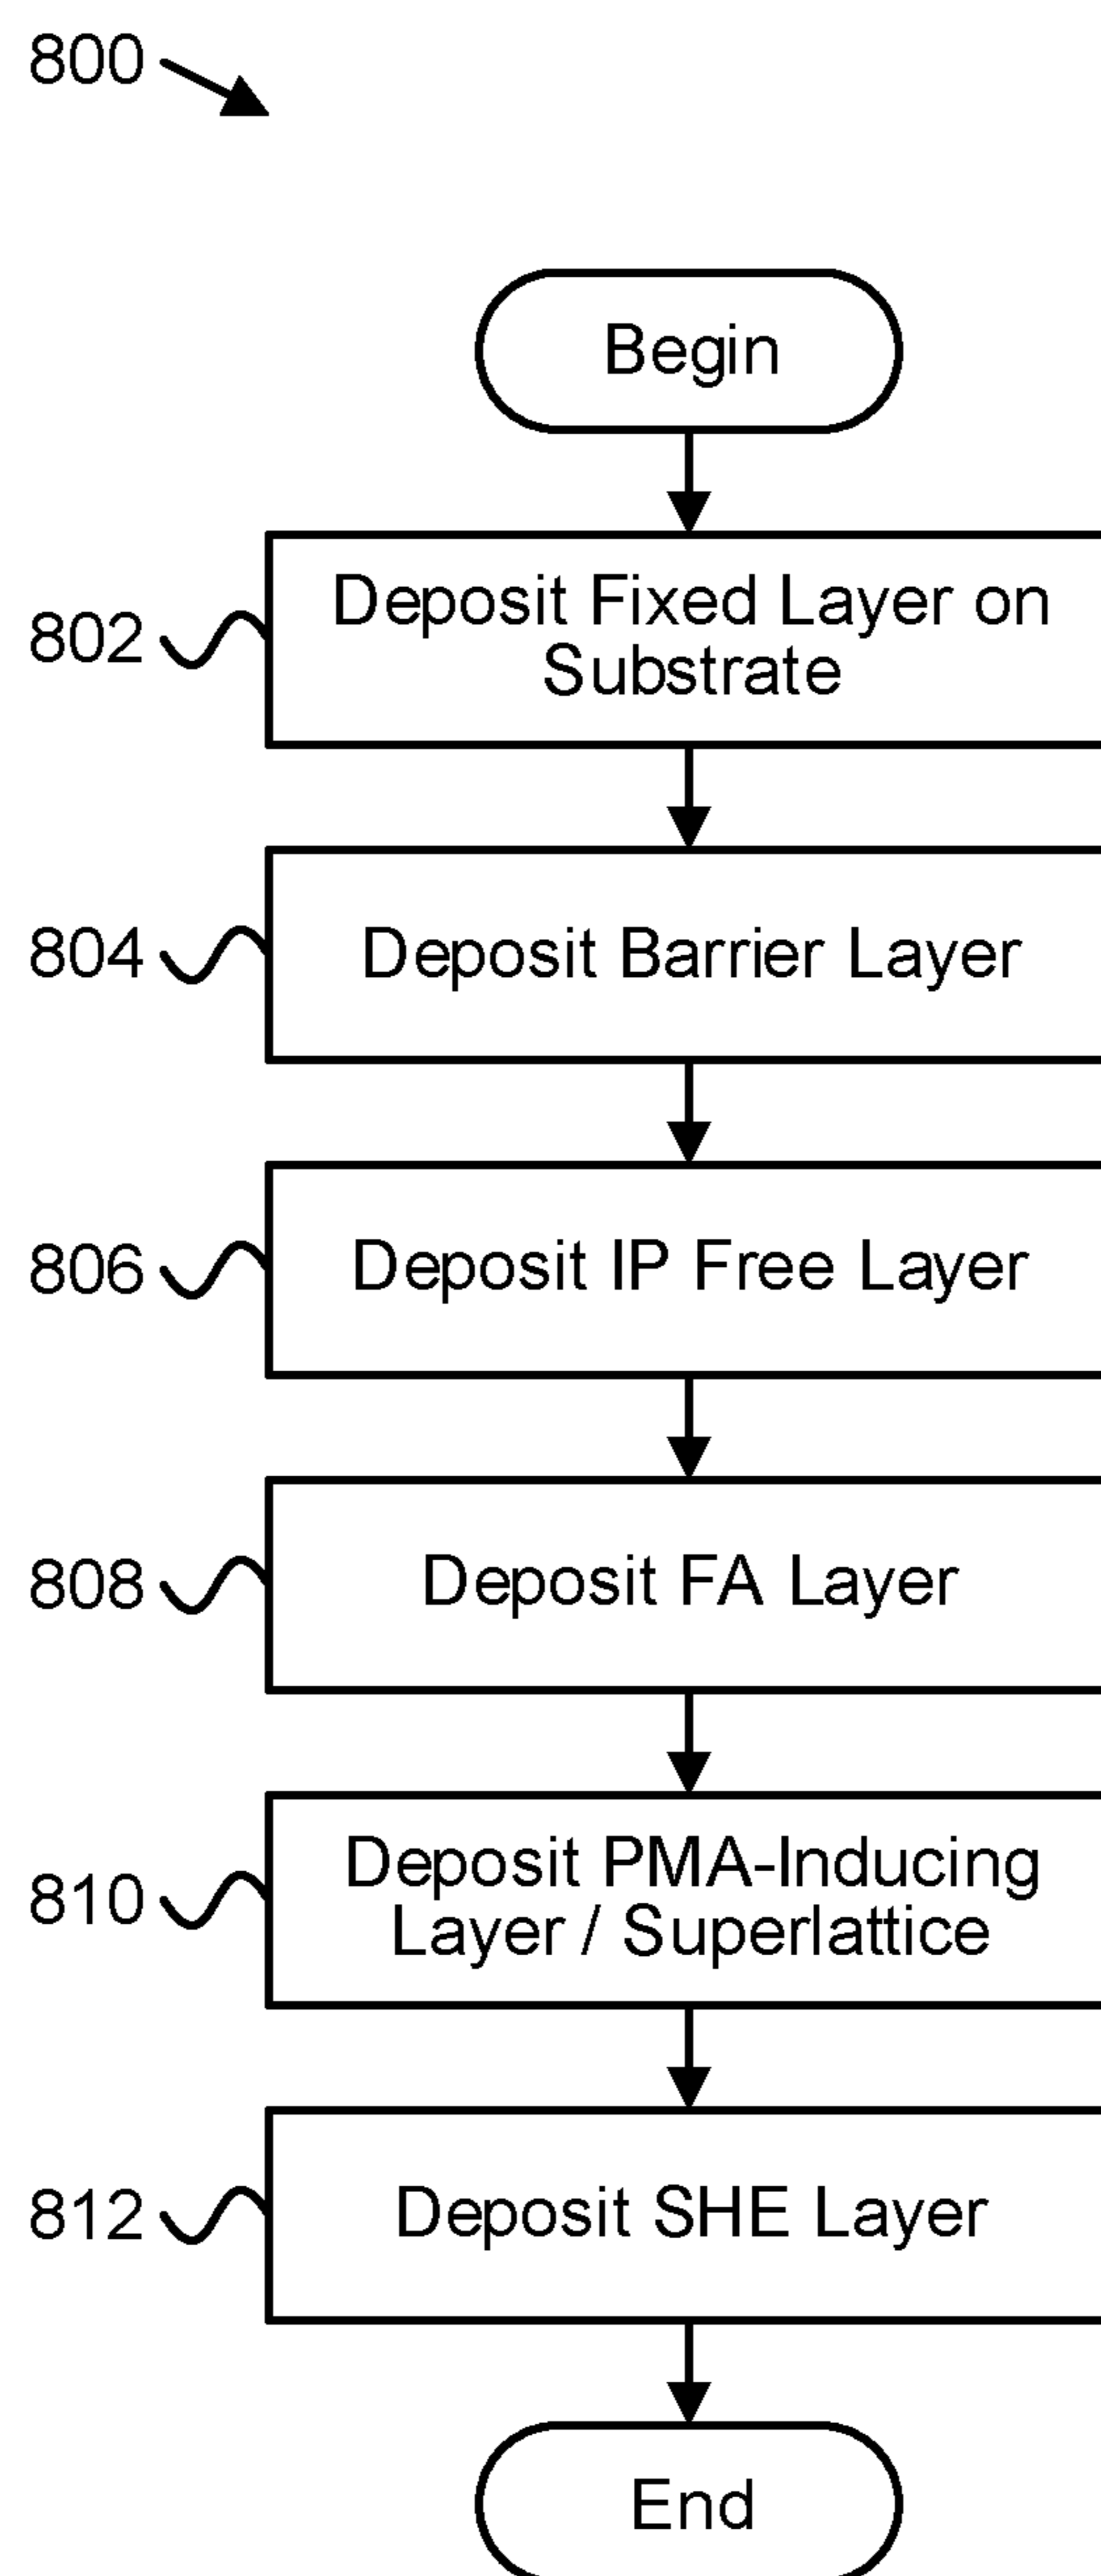 800
Begin
802
Deposit Fixed Layer on
Substrate
804
Deposit Barrier Layer
806
Deposit IP Free Layer
808
Deposit FA Layer
810
Deposit PMA-Inducing
Layer / Superlattice
812
Deposit SHE Layer
End